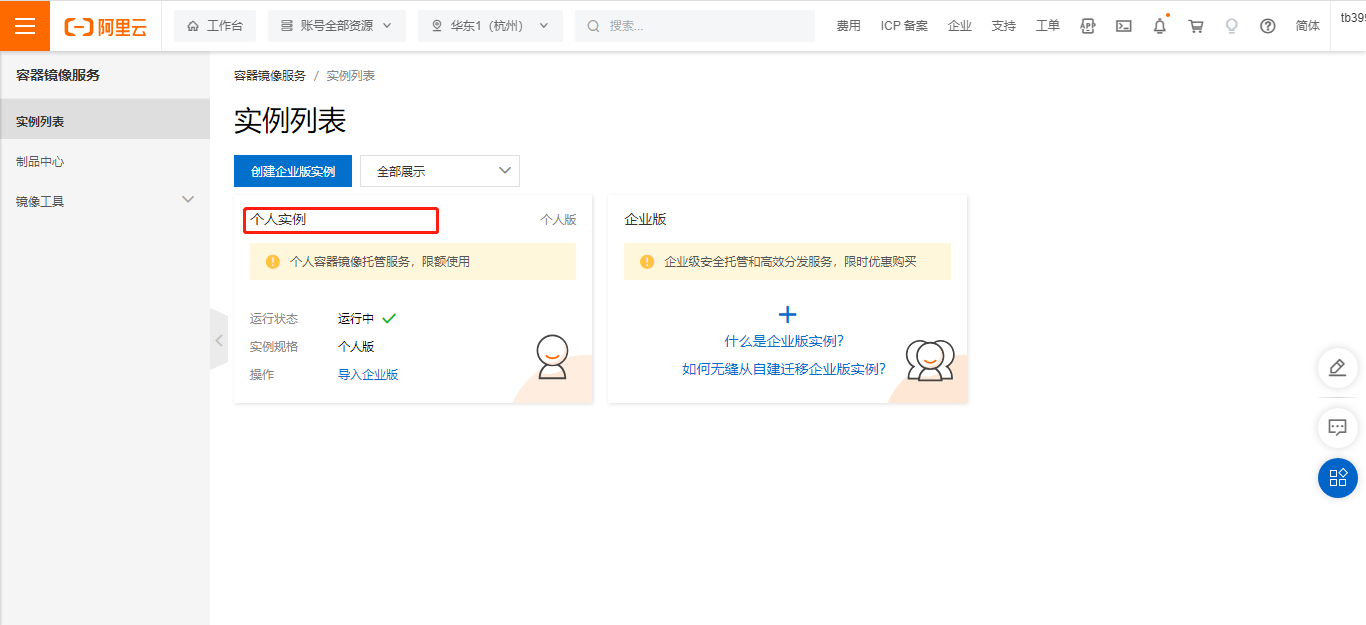 阿里云
工作台
账号全部资源
华东1（杭州）
搜索...
费用
ICP 备案
企业
支持
工单
简体
tb399
容器镜像服务
实例列表
制品中心
镜像工具
容器镜像服务 / 实例列表
实例列表
创建企业版实例
全部展示
个人实例
个人版
个人容器镜像托管服务，限额使用
运行状态 运行中
实例规格 个人版
操作 导入企业版
企业版
企业级安全托管和高效分发服务，限时优惠购买
什么是企业版实例?
如何无缝从自建迁移企业版实例?